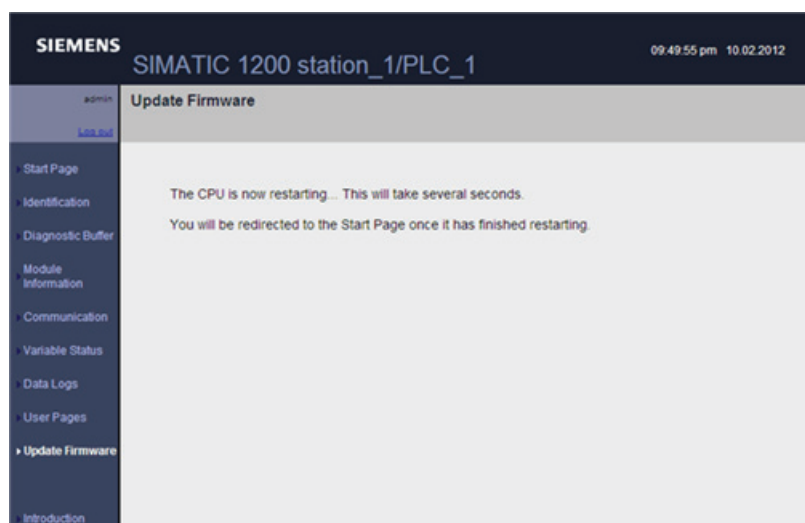 SIEMENS
SIMATIC 1200 station_1/PLC_1
09:49:55 pm 10.02.2012
admin
Log out
Update Firmware
Start Page
Identification
Diagnostic Buffer
Module
Information
Communication
Variable Status
Data Logs
User Pages
Update Firmware
Introduction
The CPU is now restarting... This will take several seconds.
You will be redirected to the Start Page once it has finished restarting.